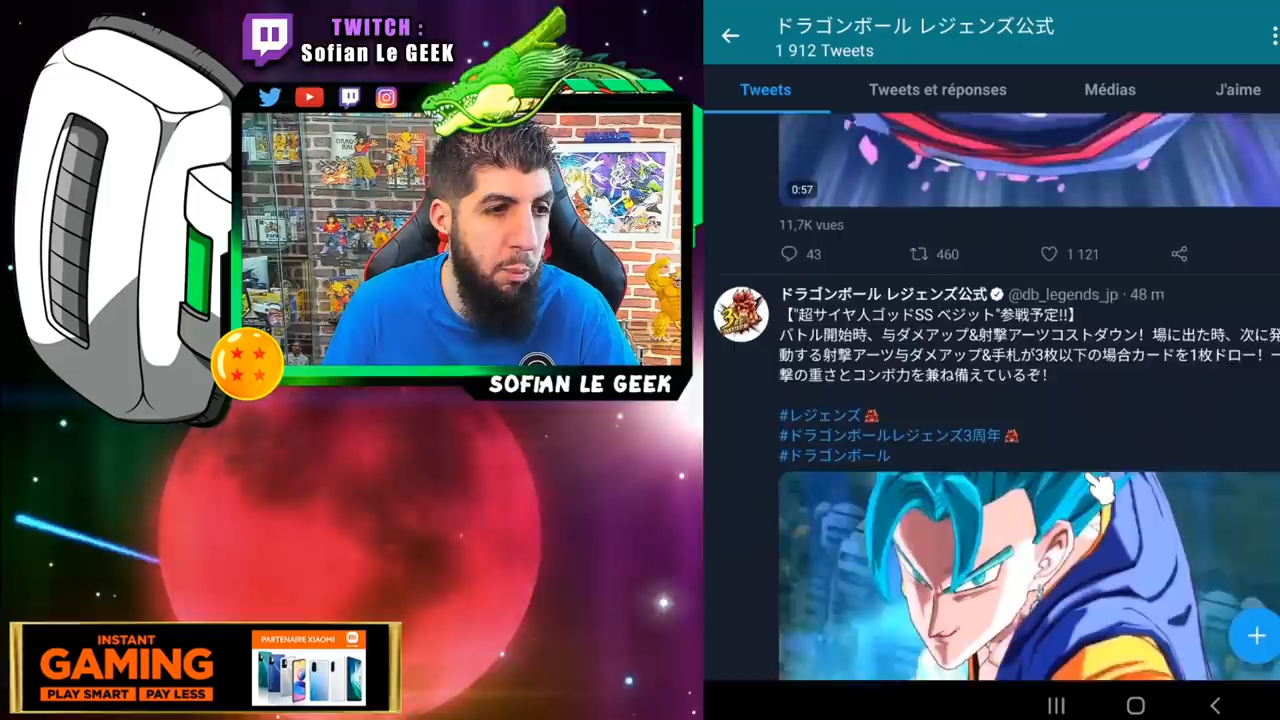 TWITCH :
Sofian Le GEEK
SOFIAN LE GEEK
INSTANT
GAMING
PLAY SMART
PAY LESS
PARTENAIRE XIAOMI
ドラゴンボール レジェンズ公式
1 912 Tweets
Tweets
Tweets et réponses
Médias
J'aime
0:57
11,7K vues
43
460
1 121
ドラゴンボール レジェンズ公式 @db_legends_jp · 48 m
【"超サイヤ人ゴッドSS ベジット"参戦予定!!】
バトル開始時、与ダメアップ&射撃アーツコストダウン！場に出た時、次に発
動する射撃アーツ与ダメアップ&手札が3枚以下の場合カードを1枚ドロー！一
撃の重さとコンボ力を兼ね備えているぞ！
#レジェンズ
#ドラゴンボールレジェンズ3周年
#ドラゴンボール